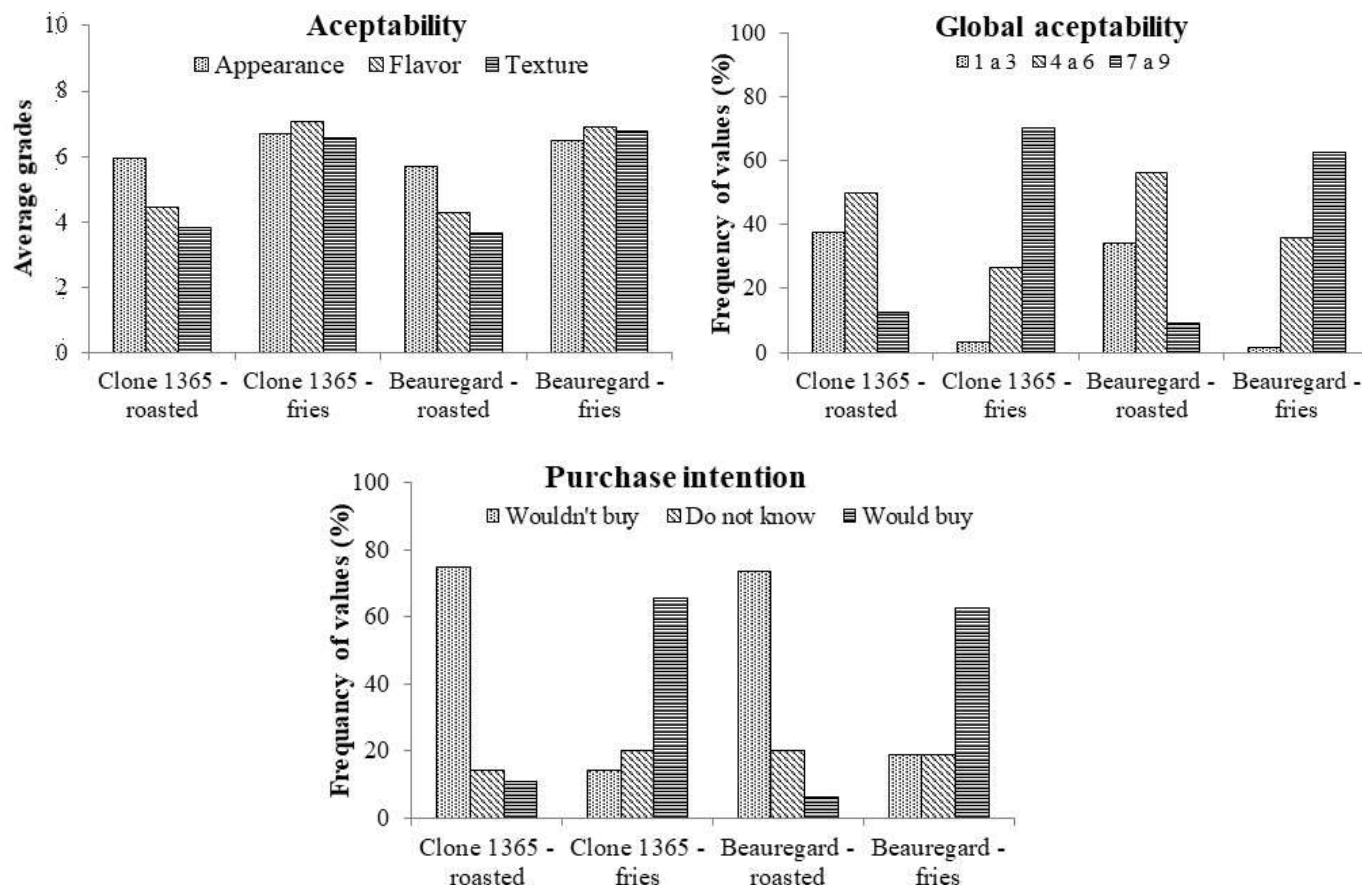 Aceptability
Appearance Flavor Texture
Average grades
10
8
6
4
2
0
Clone 1365 -
roasted
Clone 1365 -
fries
Beauregard -
roasted
Beauregard -
fries
Global aceptability
1 a 3 4 a 6 7 a 9
Frequency of values (%)
100
80
60
40
20
0
Clone 1365 -
roasted
Clone 1365 -
fries
Beauregard -
roasted
Beauregard -
fries
Purchase intention
Wouldn't buy Do not know Would buy
Frequancy of values (%)
100
80
60
40
20
0
Clone 1365 -
roasted
Clone 1365 -
fries
Beauregard -
roasted
Beauregard -
fries